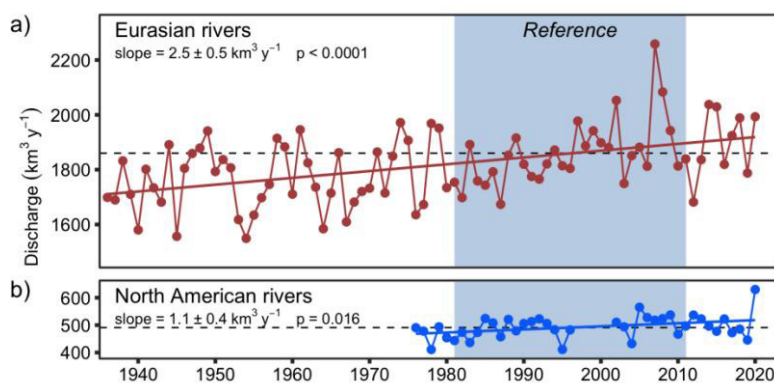 a)
Eurasian rivers
slope = 2.5 ± 0.5 km³ y⁻¹ p < 0.0001
Reference
2200
2000
1800
1600
Discharge (km³ y⁻¹)
b)
North American rivers
slope = 1.1 ± 0.4 km³ y⁻¹ p = 0.016
600
500
400
1940 1950 1960 1970 1980 1990 2000 2010 2020